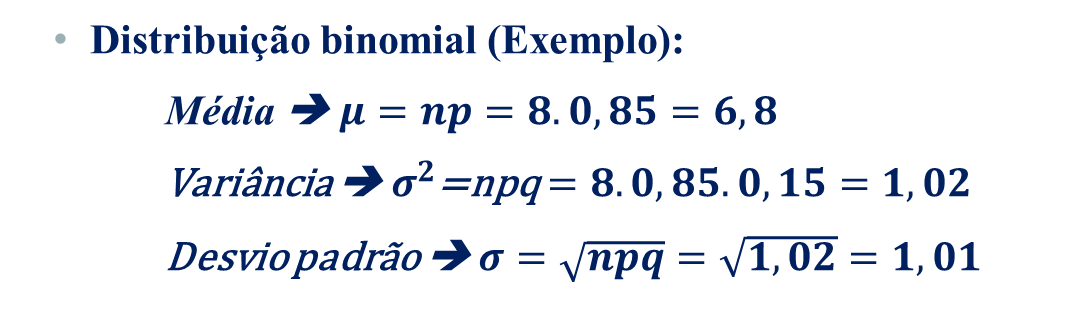 • Distribuição binomial (Exemplo):
Média ➔ μ = np = 8.0,85 = 6,8
Variância ➔ σ² =npq = 8.0,85.0,15 = 1,02
Desvio padrão ➔ σ = √npq = √1,02 = 1,01